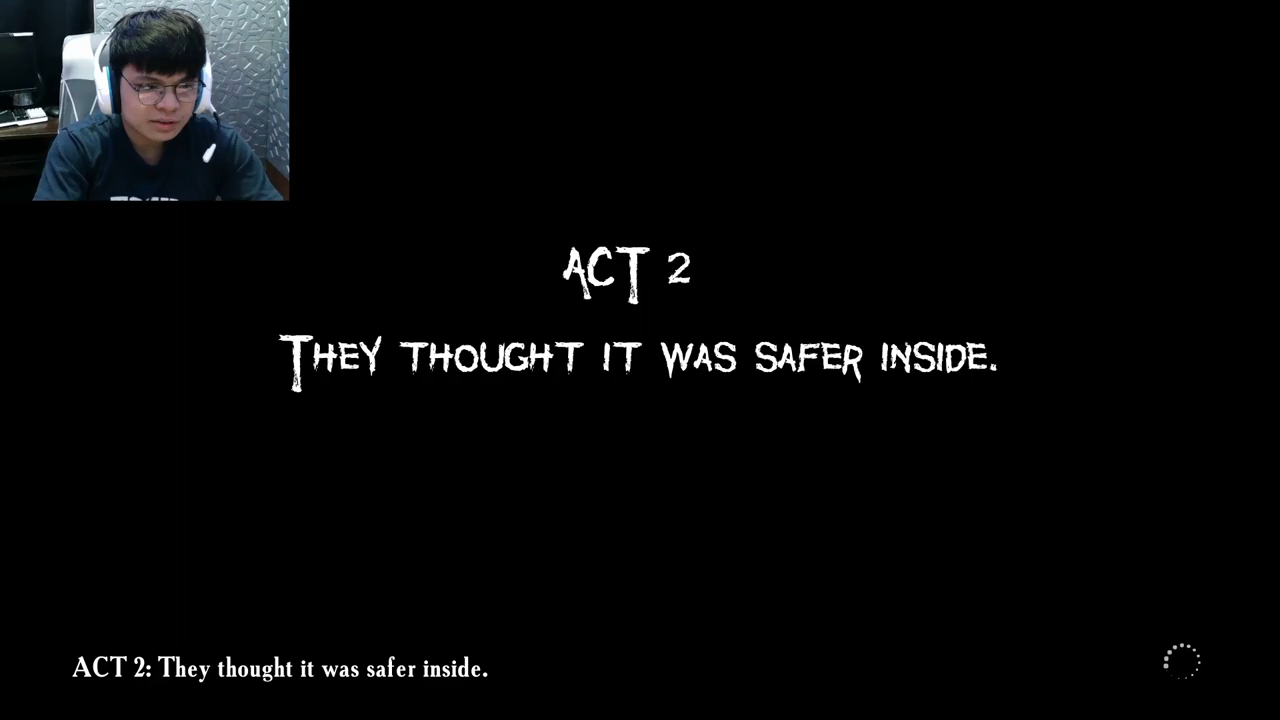 ACT 2
They thought it was safer inside.
ACT 2: They thought it was safer inside.